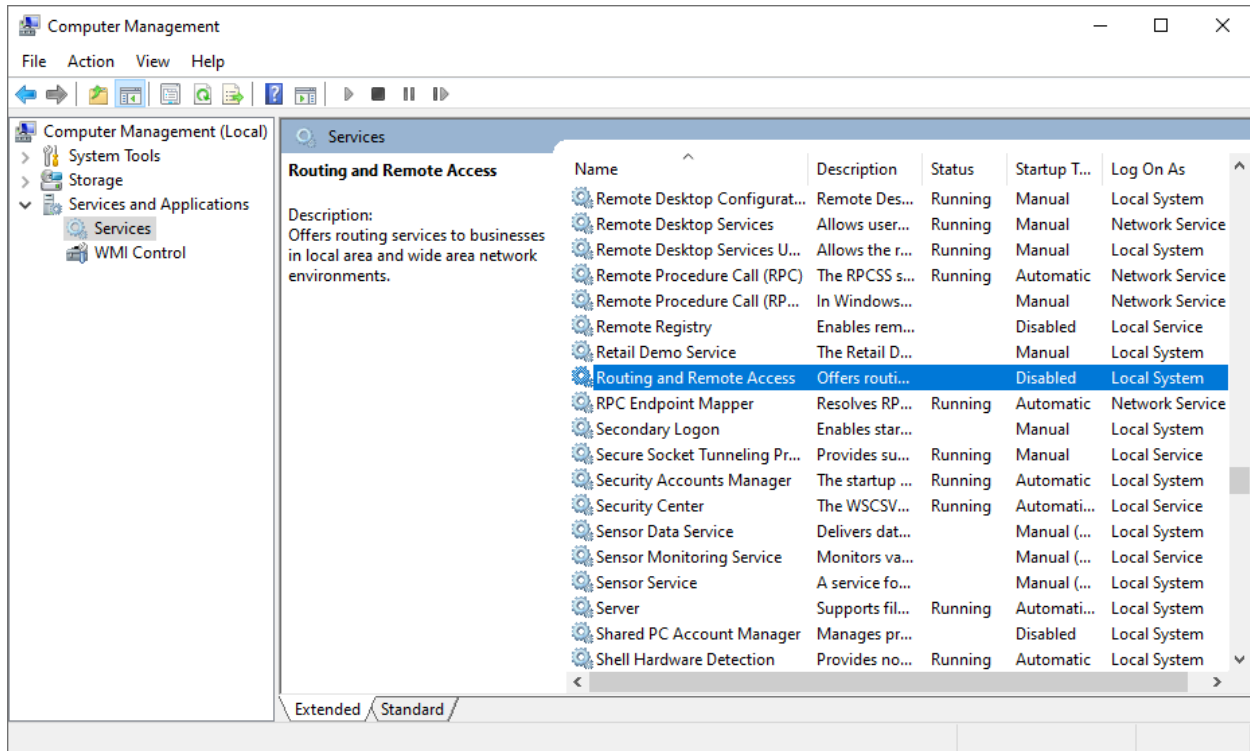 Computer Management
File Action View Help
Computer Management (Local)
System Tools
Storage
Services and Applications
Services
WMI Control
Services
Routing and Remote Access
Description:
Offers routing services to businesses
in local area and wide area network
environments.
Name Description Status Startup T... Log On As
Remote Desktop Configurat... Remote Des... Running Manual Local System
Remote Desktop Services Allows user... Running Manual Network Service
Remote Desktop Services U... Allows the r... Running Manual Local System
Remote Procedure Call (RPC) The RPCSS s... Running Automatic Network Service
Remote Procedure Call (RP... In Windows... Manual Network Service
Remote Registry Enables rem... Disabled Local Service
Retail Demo Service The Retail D... Manual Local System
Routing and Remote Access Offers routi... Disabled Local System
RPC Endpoint Mapper Resolves RP... Running Automatic Network Service
Secondary Logon Enables star... Manual Local System
Secure Socket Tunneling Pr... Provides su... Running Manual Local Service
Security Accounts Manager The startup ... Running Automatic Local System
Security Center The WSCSV... Running Automati... Local Service
Sensor Data Service Delivers dat... Manual (... Local System
Sensor Monitoring Service Monitors va... Manual (... Local Service
Sensor Service A service fo... Manual (... Local System
Server Supports fil... Running Automati... Local System
Shared PC Account Manager Manages pr... Disabled Local System
Shell Hardware Detection Provides no... Running Automatic Local System
Extended Standard